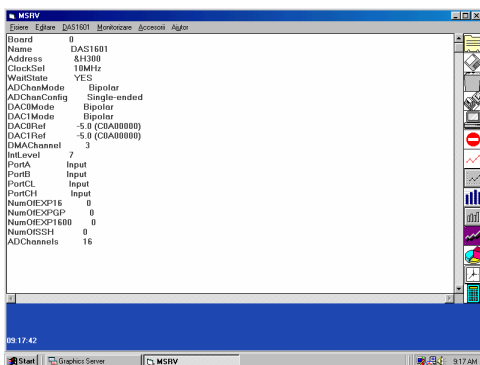 MSRV
Fisiere Editare DAS1601 Monitorizare Accesorii Ajutor
Board 0
Name DAS1601
Address &H300
ClockSel 10MHz
WaitState YES
ADChanMode Bipolar
ADChanConfig Single-ended
DAC0Mode Bipolar
DAC1Mode Bipolar
DAC0Ref -5.0 (C0A00000)
DAC1Ref -5.0 (C0A00000)
DMAChannel 3
IntLevel 7
PortA Input
PortB Input
PortCL Input
PortCH Input
NumOfEXP16 0
NumOfEXPGP 0
NumOfEXP1600 0
NumOfSSH 0
ADChannels 16
09:17:42
Start Graphics Server MSRV 9:17 AM